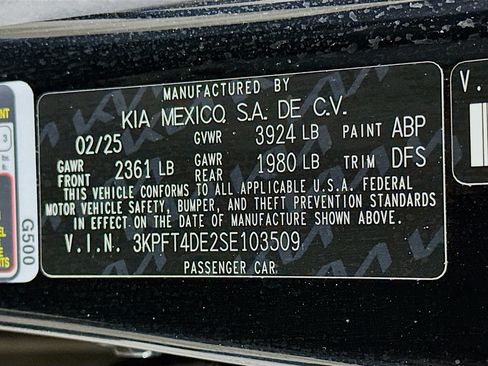 MANUFACTURED BY
KIA MEXICO, S.A. DE C.V.
02/25 GVWR 3924 LB PAINT ABP
GAWR FRONT 2361 LB GAWR REAR 1980 LB TRIM DFS
THIS VEHICLE CONFORMS TO ALL APPLICABLE U.S.A. FEDERAL
MOTOR VEHICLE SAFETY, BUMPER, AND THEFT PREVENTION STANDARDS
IN EFFECT ON THE DATE OF MANUFACTURE SHOWN ABOVE.
V.I.N. 3KPFT4DE2SE103509
PASSENGER CAR
G500
3
V.